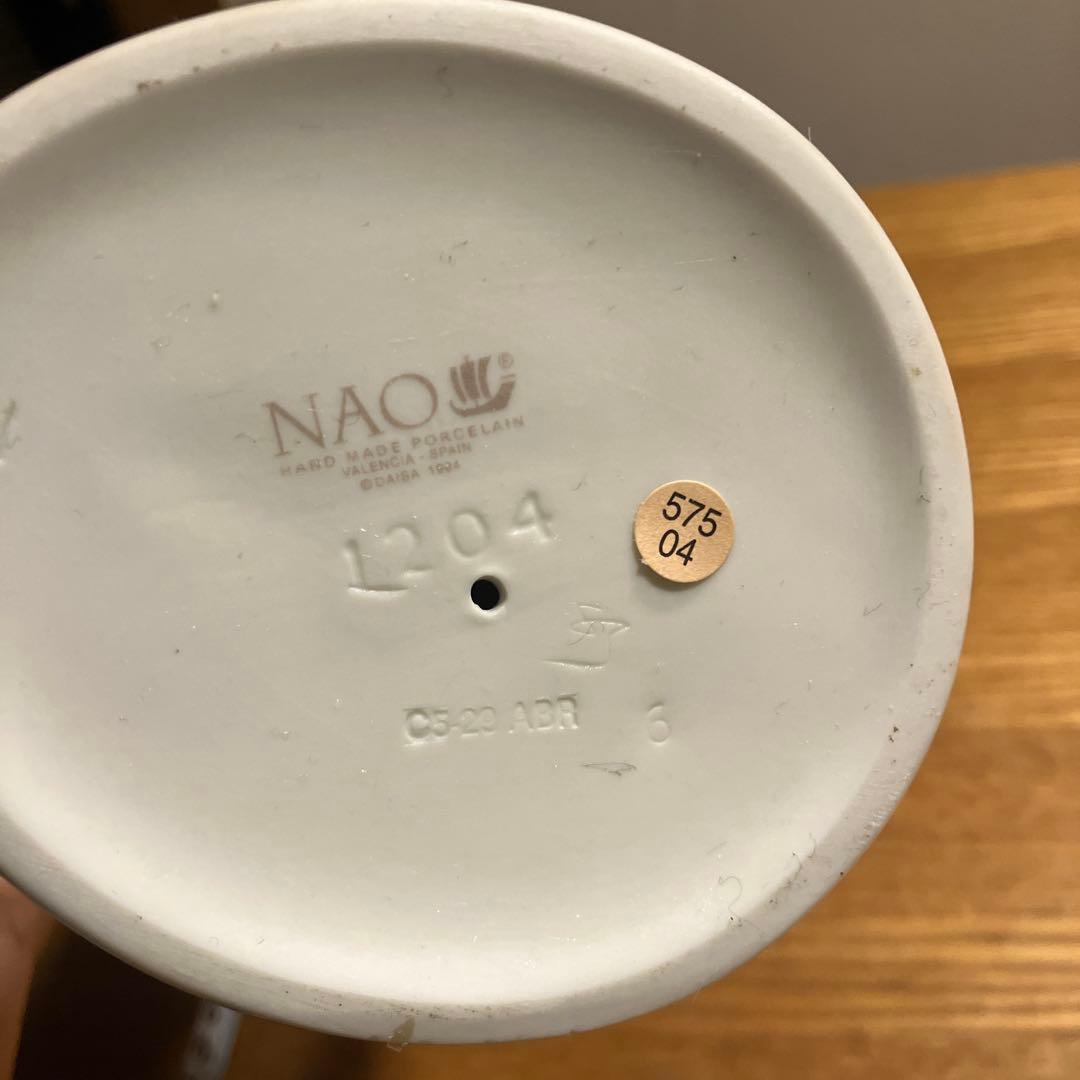 NAO ®
HAND MADE PORCELAIN
VALENCIA - SPAIN
©DAISA 1994
1204
575
04
C5-29 ABR
6